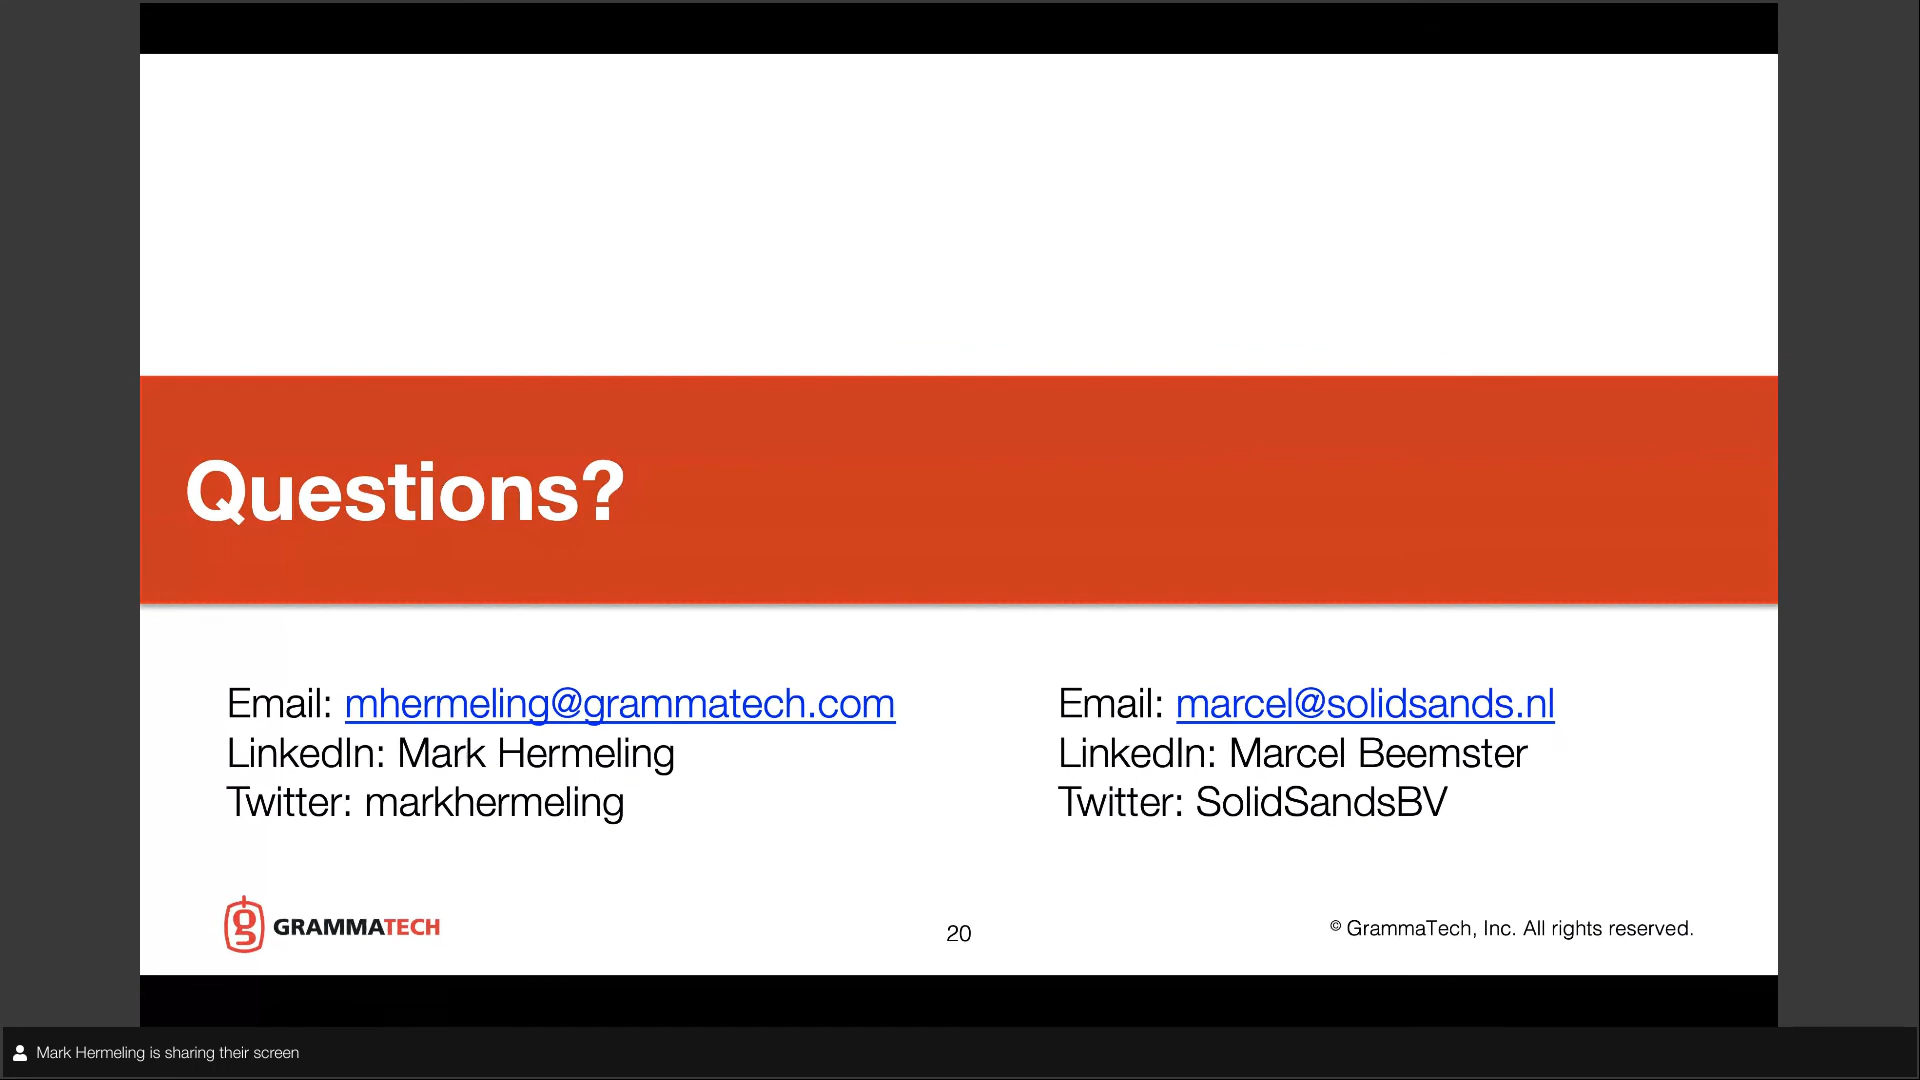 Questions?
Email: mhermeling@grammatech.com
LinkedIn: Mark Hermeling
Twitter: markhermeling
Email: marcel@solidsands.nl
LinkedIn: Marcel Beemster
Twitter: SolidSandsBV
g GRAMMATECH
20
© GrammaTech, Inc. All rights reserved.
Mark Hermeling is sharing their screen